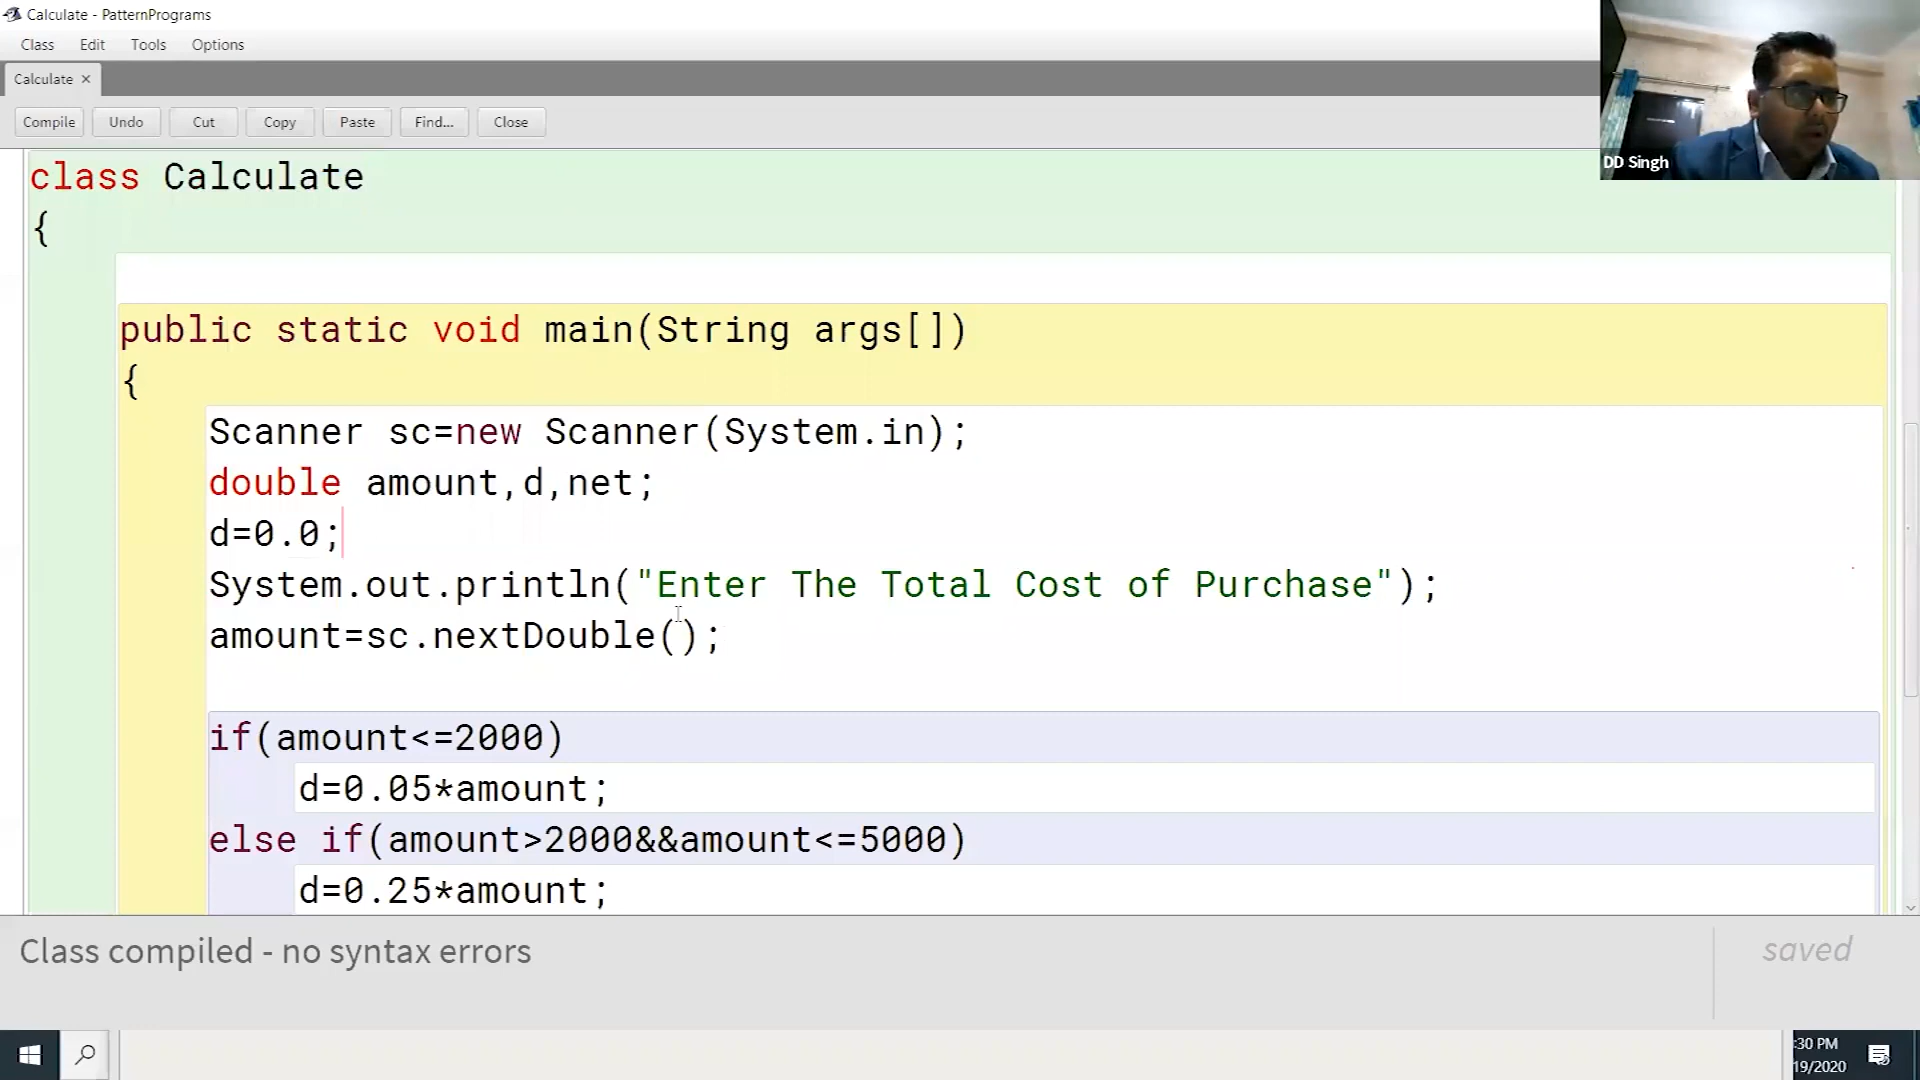 Calculate - PatternPrograms
Class Edit Tools Options
Calculate ×
Compile Undo Cut Copy Paste Find... Close
DD Singh
class Calculate
{
public static void main(String args[])
{
Scanner sc=new Scanner(System.in);
double amount,d,net;
d=0.0;
System.out.println("Enter The Total Cost of Purchase");
amount=sc.nextDouble();
if(amount<=2000)
d=0.05*amount;
else if(amount>2000&&amount<=5000)
d=0.25*amount;
Class compiled - no syntax errors
saved
:30 PM
19/2020